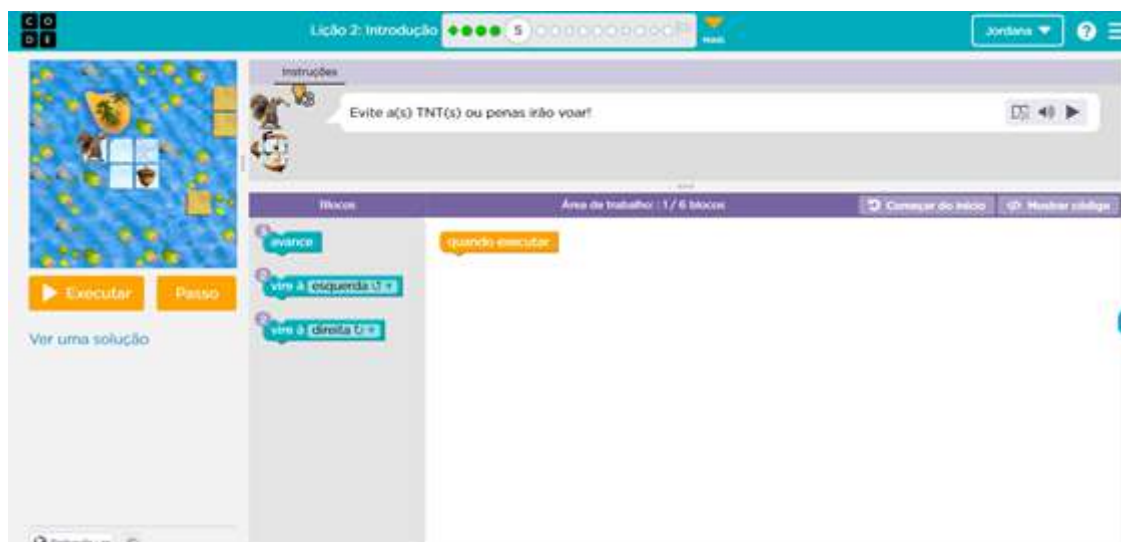 C O
D E
Lição 2: Introdução
5
MAIS
Jordana
?
Instruções
Evite a(s) TNT(s) ou penas irão voar!
Blocos
Área de trabalho : 1 / 6 blocos
Começar do início
Mostrar código
avance
quando executar
vire à esquerda
vire à direita
Executar
Passo
Ver uma solução